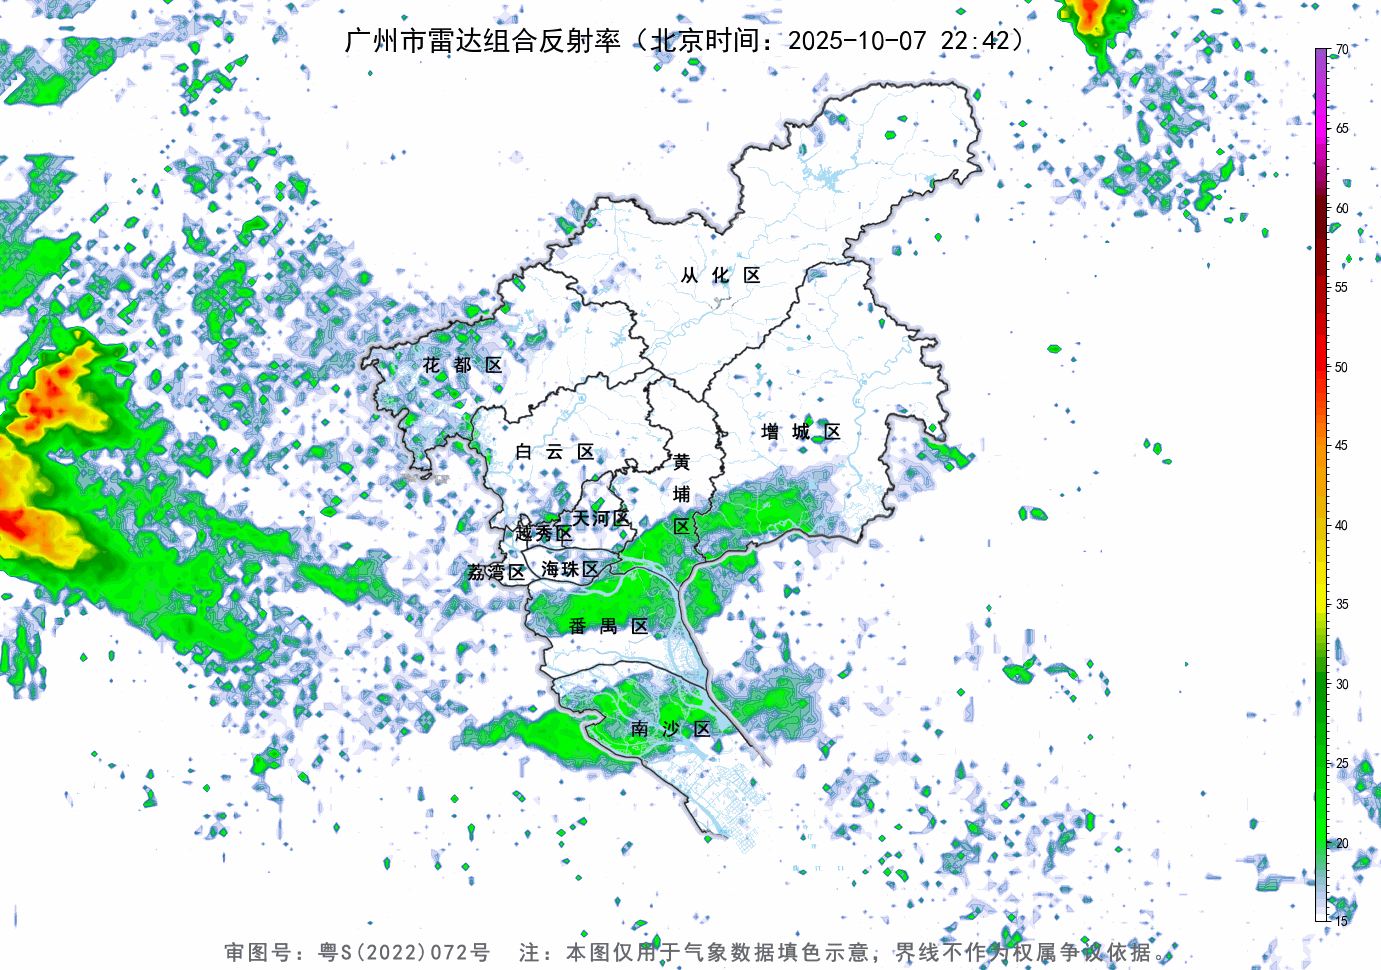 广州市雷达组合反射率（北京时间：2025-10-07 22:42）
70
65
60
55
50
45
40
35
30
25
20
15
从化区
花都区
增城区
白云区
黄埔区
天河区
越秀区
海珠区
荔湾区
番禺区
南沙区
审图号：粤S(2022)072号 注：本图仅用于气象数据填色示意，界线不作为权属争议依据。